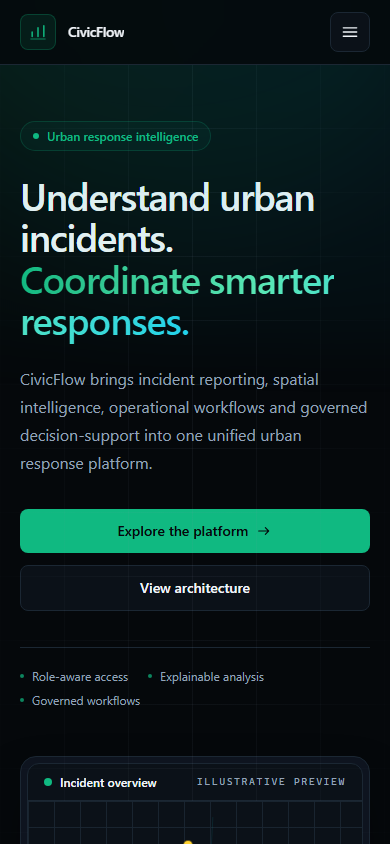 CivicFlow
Urban response intelligence
Understand urban
incidents.
Coordinate smarter
responses.
CivicFlow brings incident reporting, spatial
intelligence, operational workflows and governed
decision-support into one unified urban
response platform.
Explore the platform →
View architecture
Role-aware access
Explainable analysis
Governed workflows
Incident overview
ILLUSTRATIVE PREVIEW